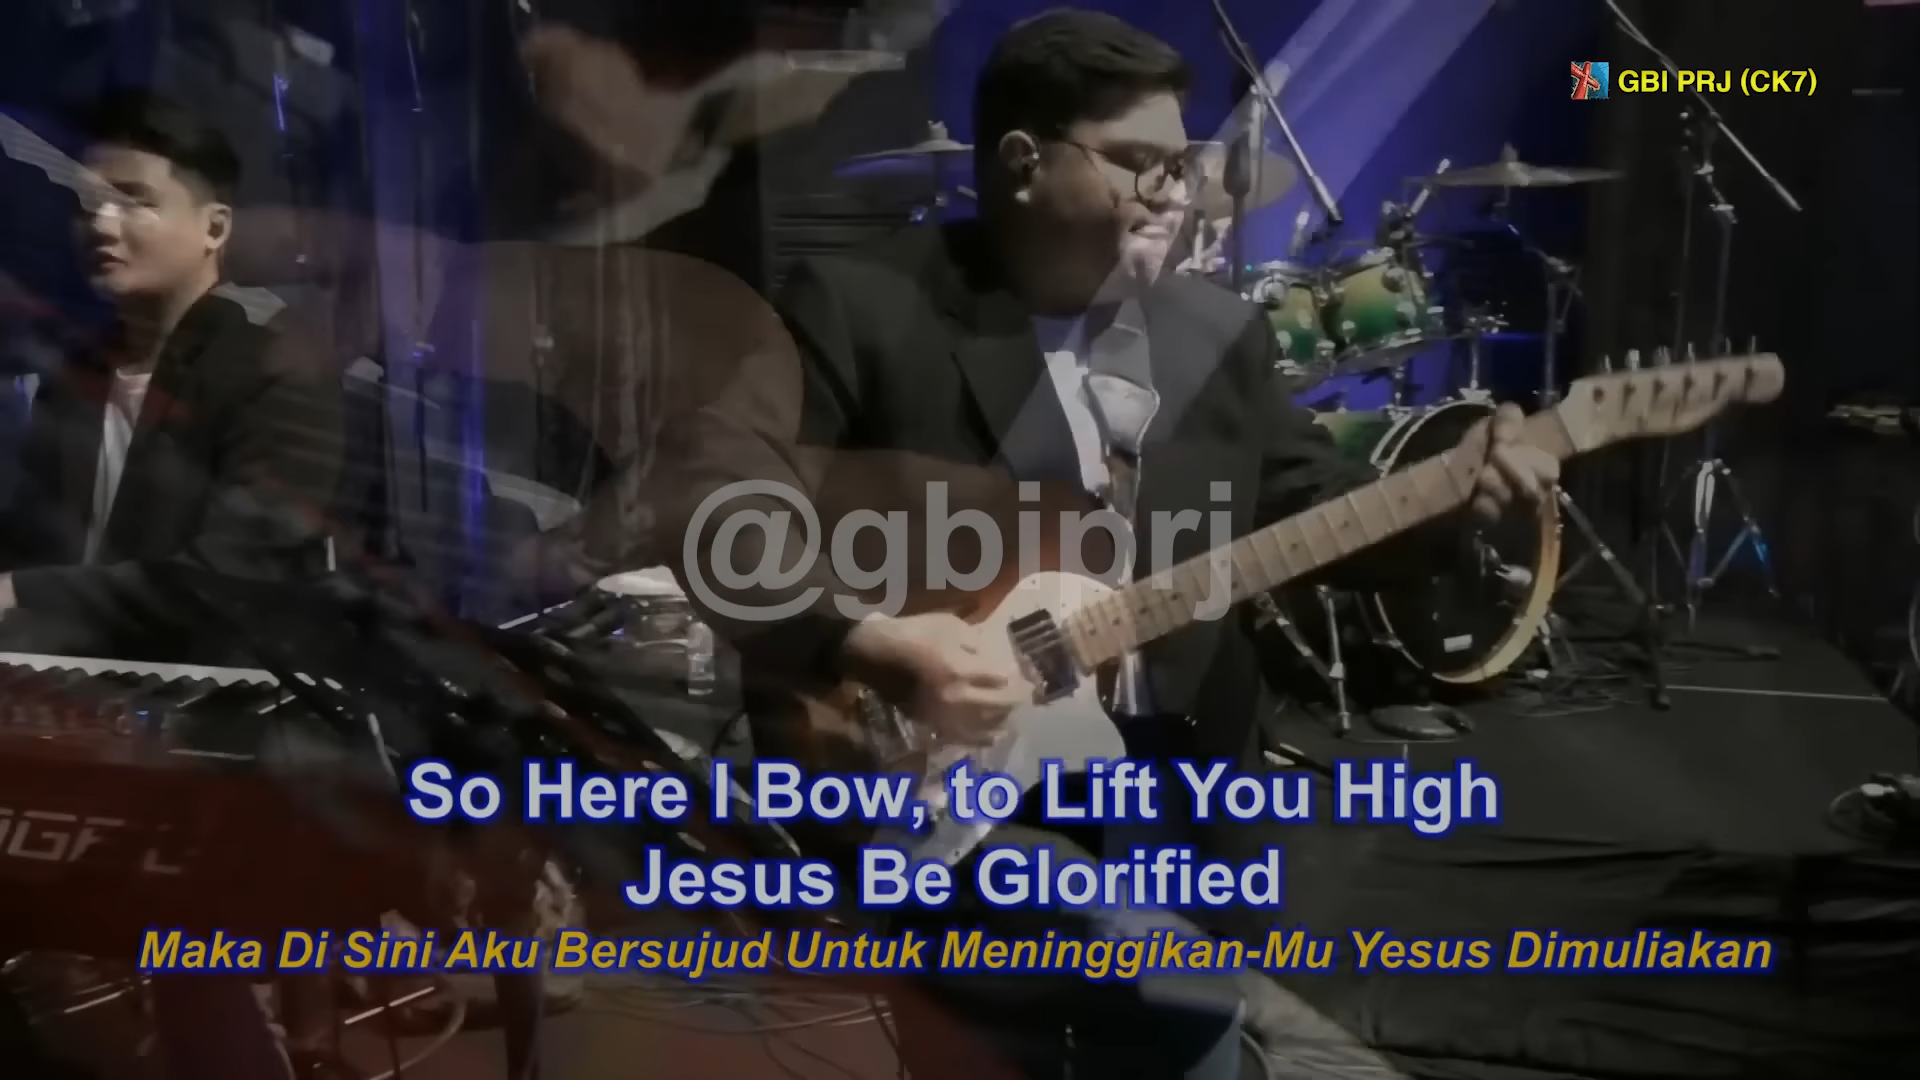 GBI PRJ (CK7)
@gbiprj
So Here I Bow, to Lift You High
Jesus Be Glorified
Maka Di Sini Aku Bersujud Untuk Meninggikan-Mu Yesus Dimuliakan